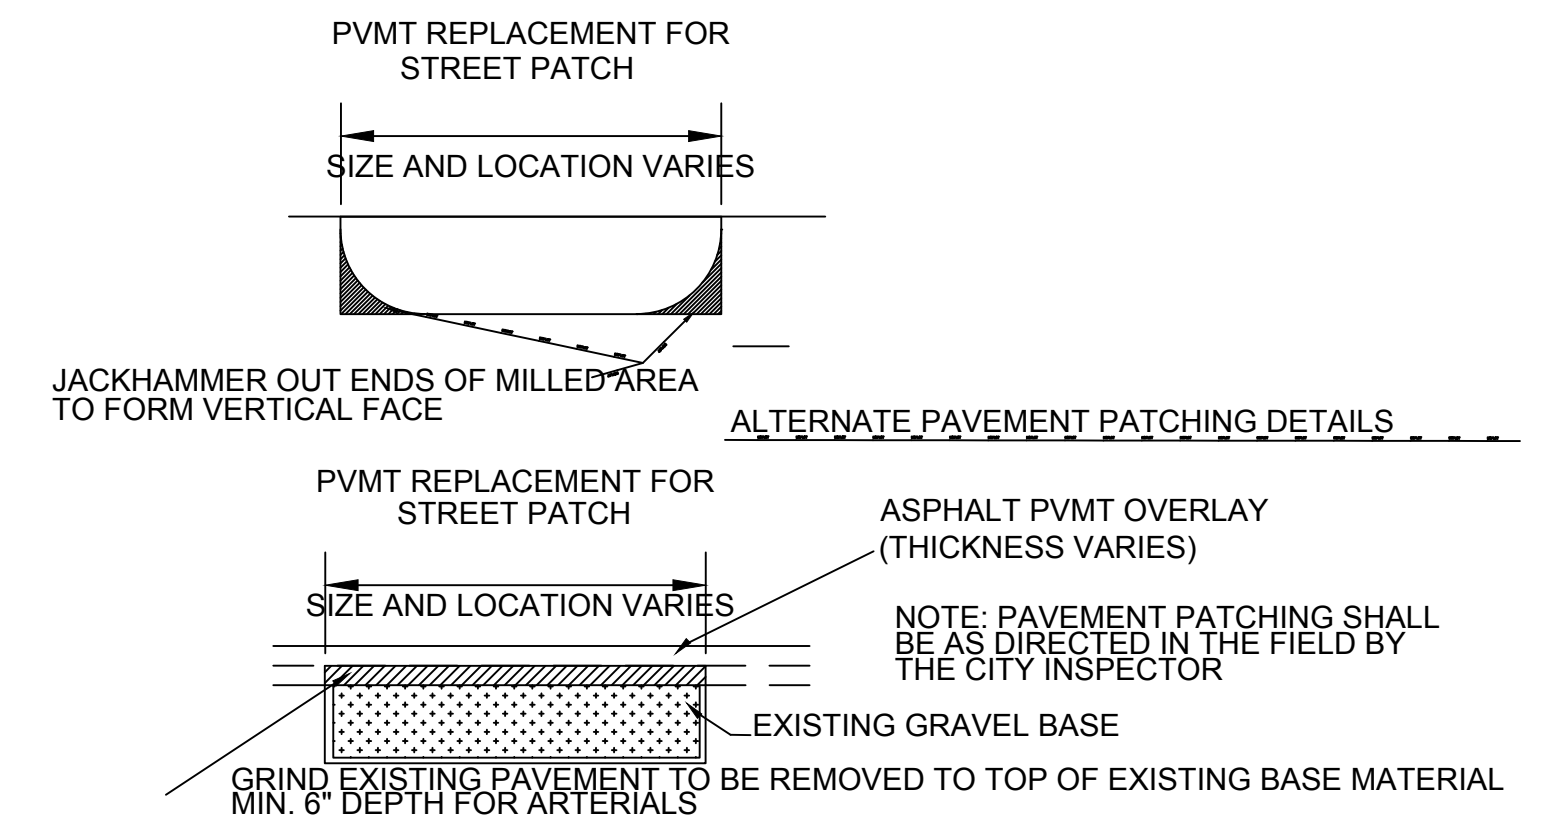 PVMT REPLACEMENT FOR
STREET PATCH
SIZE AND LOCATION VARIES
JACKHAMMER OUT ENDS OF MILLED AREA
TO FORM VERTICAL FACE
ALTERNATE PAVEMENT PATCHING DETAILS
PVMT REPLACEMENT FOR
STREET PATCH
SIZE AND LOCATION VARIES
ASPHALT PVMT OVERLAY
(THICKNESS VARIES)
NOTE: PAVEMENT PATCHING SHALL
BE AS DIRECTED IN THE FIELD BY
THE CITY INSPECTOR
EXISTING GRAVEL BASE
GRIND EXISTING PAVEMENT TO BE REMOVED TO TOP OF EXISTING BASE MATERIAL
MIN. 6" DEPTH FOR ARTERIALS